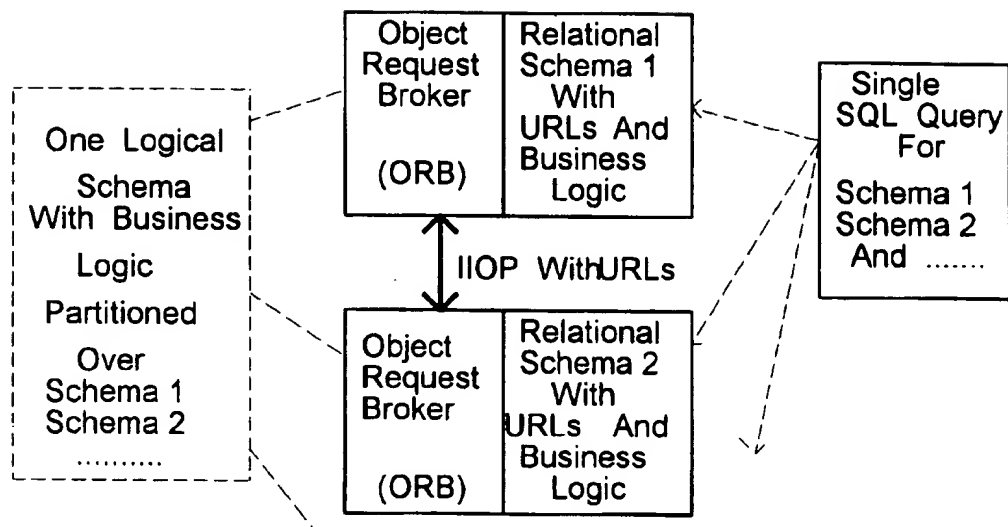 One Logical
Schema
With Business
Logic
Partitioned
Over
Schema 1
Schema 2
..........
Object
Request
Broker
(ORB)
Relational
Schema 1
With
URLs And
Business
Logic
IIOP WithURLs
Object
Request
Broker
(ORB)
Relational
Schema 2
With
URLs And
Business
Logic
Single
SQL Query
For
Schema 1
Schema 2
And .......